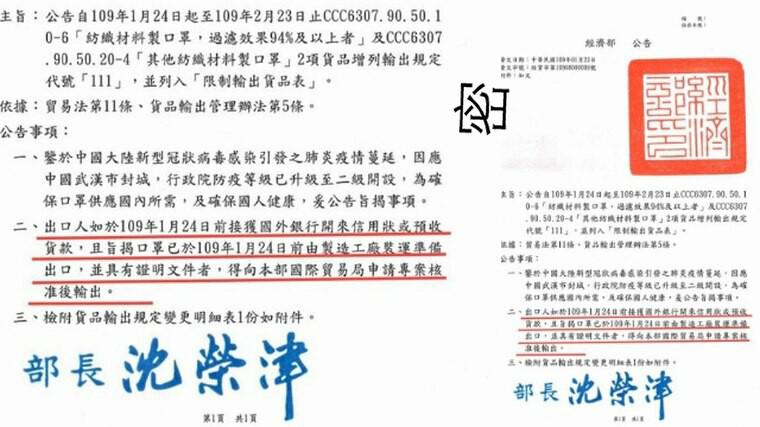 主旨：公告自109年1月24日起至109年2月23日止CCC6307.90.50.1
0-6「紡織材料製口罩，過濾效果94%及以上者」及CCC6307
.90.50.20-4「其他紡織材料製口罩」2項貨品增列輸出規定
代號「111」，並列入「限制輸出貨品表」。
依據：貿易法第11條、貨品輸出管理辦法第5條。
公告事項：
一、鑒於中國大陸新型冠狀病毒感染引發之肺炎疫情蔓延，因應
中國武漢市封城，行政院防疫等級已升級至二級開設，為確
保口罩供應國內所需，及確保國人健康，爰公告旨揭事項。
二、出口人如於109年1月24日前接獲國外銀行開來信用狀或預收
貨款，且旨揭口罩已於109年1月24日前由製造工廠裝運準備
出口，並具有證明文件者，得向本部國際貿易局申請專案核
准後輸出。
三、檢附貨品輸出規定變更明細表1份如附件。
部長 沈榮津
第1頁 共1頁
密
經濟部 公告
發文日期：中華民國109年01月23日
附件：如文
經濟部印
主旨：公告自109年1月24日起至109年2月23日止CCC6307.90.50.1
0-6「紡織材料製口罩，過濾效果94%及以上者」及CCC6307
.90.50.20-4「其他紡織材料製口罩」2項貨品增列輸出規定
代號「111」，並列入「限制輸出貨品表」。
依據：貿易法第11條、貨品輸出管理辦法第5條。
公告事項：
一、鑒於中國大陸新型冠狀病毒感染引發之肺炎疫情蔓延，因應
中國武漢市封城，行政院防疫等級已升級至二級開設，為確
保口罩供應國內所需，及確保國人健康，爰公告旨揭事項。
二、出口人如於109年1月24日前接獲國外銀行開來信用狀或預收
貨款，且旨揭口罩已於109年1月24日前由製造工廠裝運準備
出口，並具有證明文件者，得向本部國際貿易局申請專案核
准後輸出。
三、檢附貨品輸出規定變更明細表1份如附件。
部長 沈榮津
第1頁 共1頁